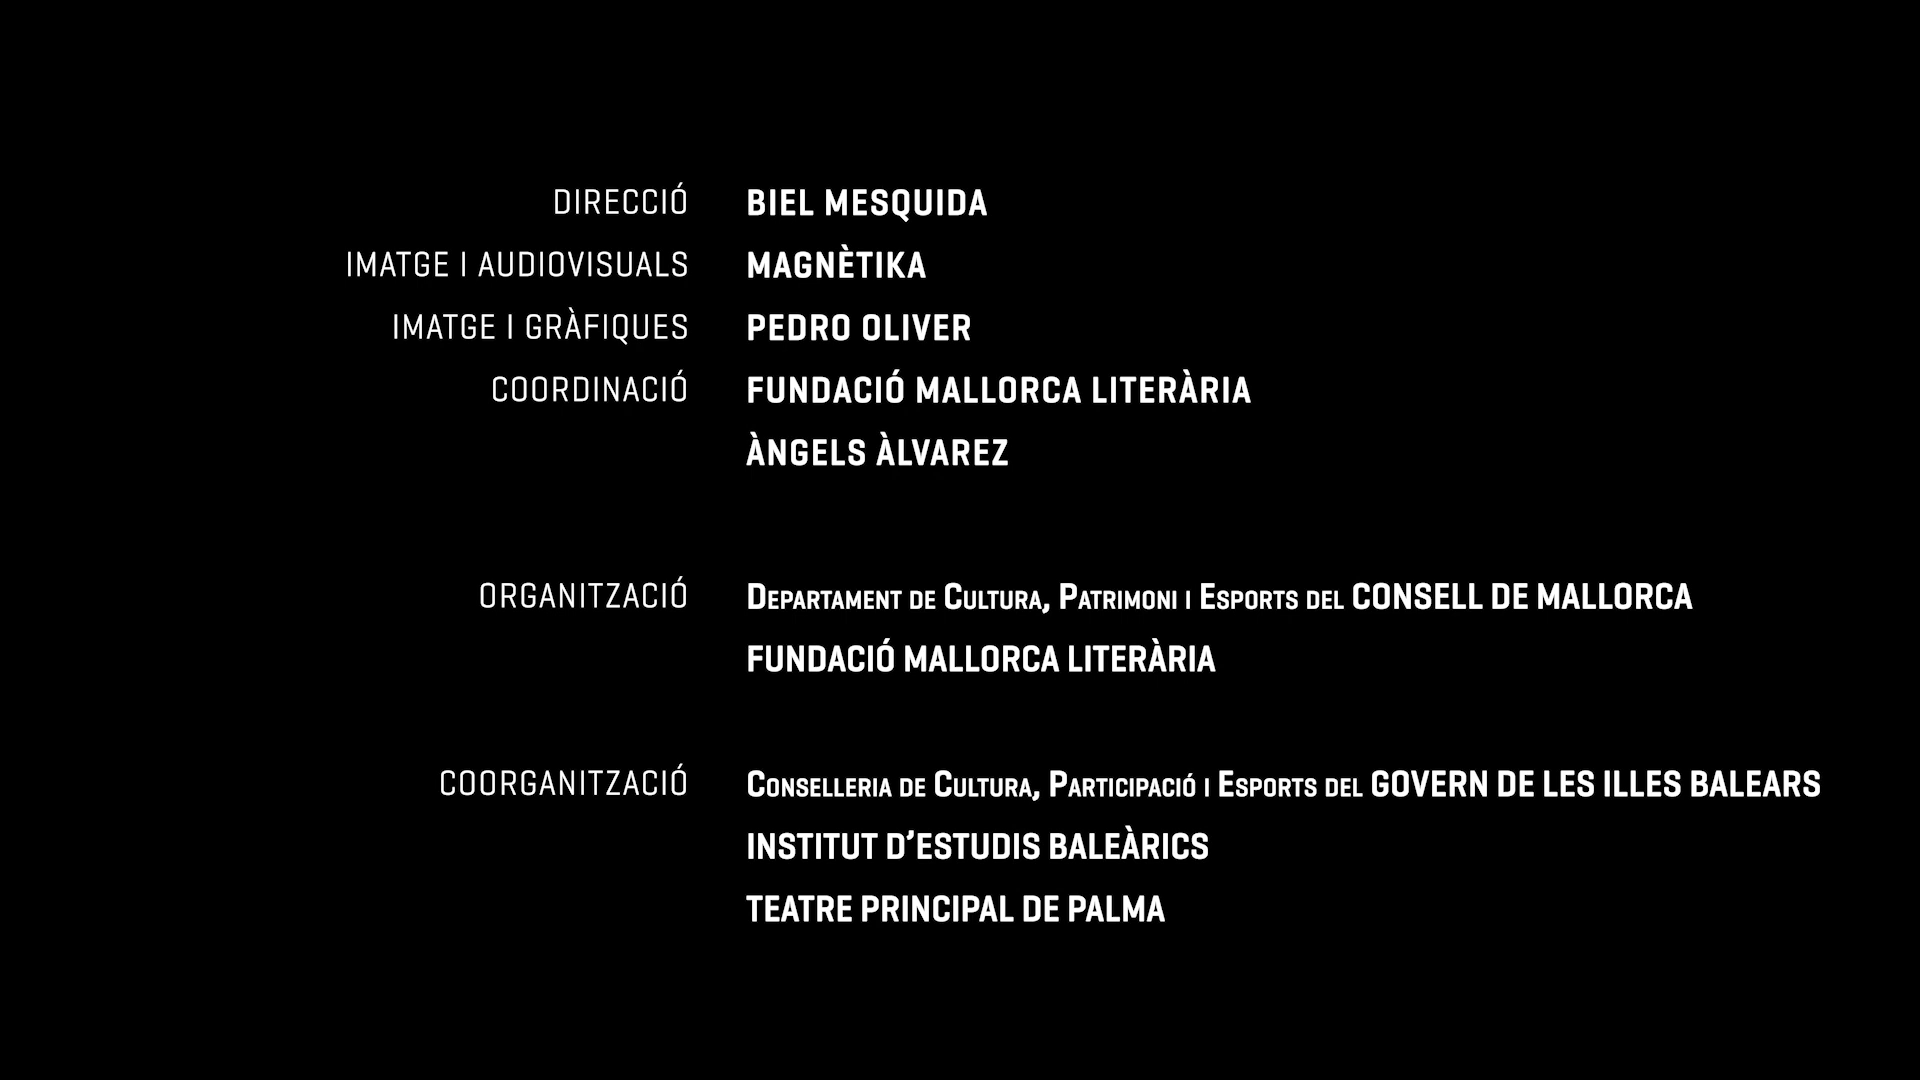 DIRECCIÓ BIEL MESQUIDA
IMATGE I AUDIOVISUALS MAGNÈTIKA
IMATGE I GRÀFIQUES PEDRO OLIVER
COORDINACIÓ FUNDACIÓ MALLORCA LITERÀRIA
ÀNGELS ÀLVAREZ
ORGANITZACIÓ Departament de Cultura, Patrimoni i Esports del CONSELL DE MALLORCA
FUNDACIÓ MALLORCA LITERÀRIA
COORGANITZACIÓ Conselleria de Cultura, Participació i Esports del GOVERN DE LES ILLES BALEARS
INSTITUT D’ESTUDIS BALEÀRICS
TEATRE PRINCIPAL DE PALMA